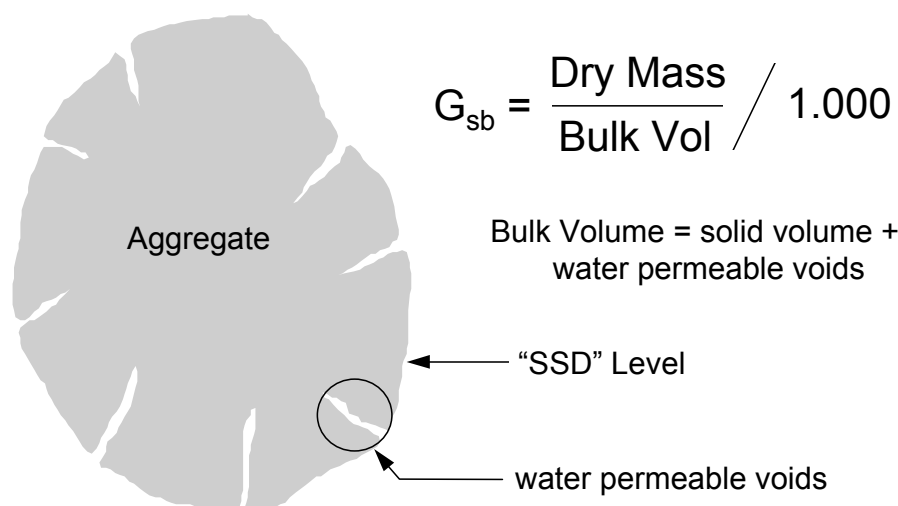 G_sb = Dry Mass / Bulk Vol / 1.000
Aggregate
Bulk Volume = solid volume +
water permeable voids
“SSD” Level
water permeable voids